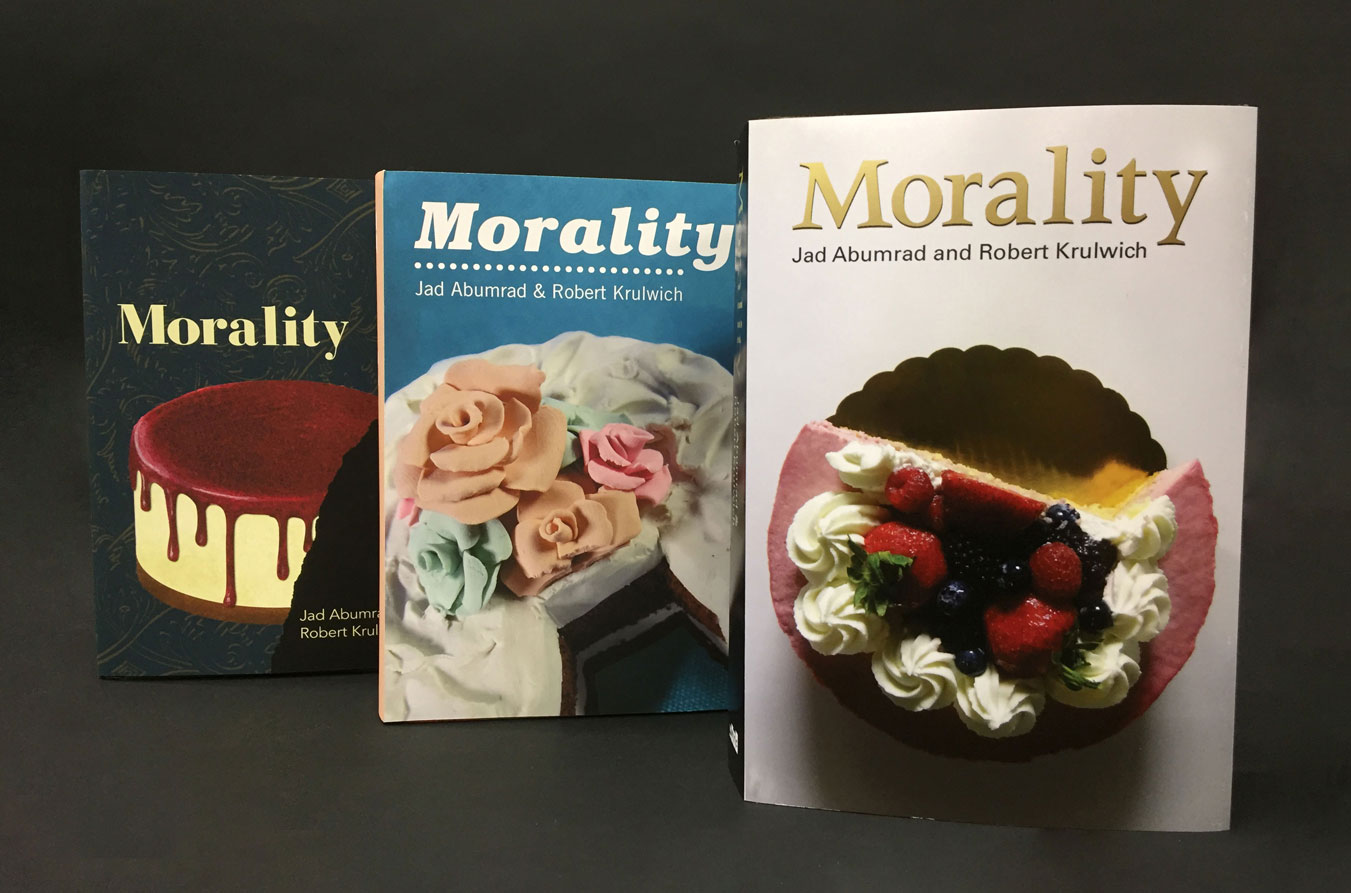 Morality
Jad Abumra
Robert Krul
Morality
Jad Abumrad & Robert Krulwich
Morality
Jad Abumrad and Robert Krulwich